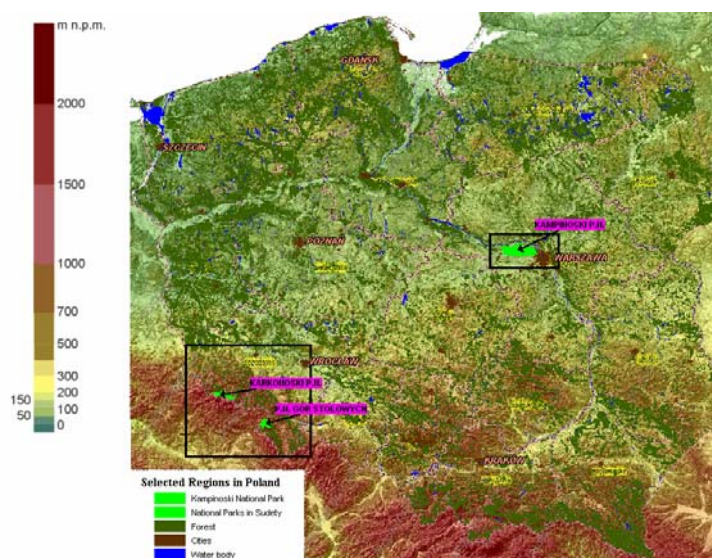 m n.p.m.
2000
1500
1000
700
500
300
200
150
100
50
0
GDAŃSK
SZCZECIN
KAMPINOSKI P.N.
POZNAŃ
WARSZAWA
WROCŁAW
KARKONOSKI P.N.
P.N. GÓR STOŁOWYCH
KRAKÓW
Selected Regions in Poland
Kampinoski National Park
National Parks in Sudety
Forest
Cities
Water body